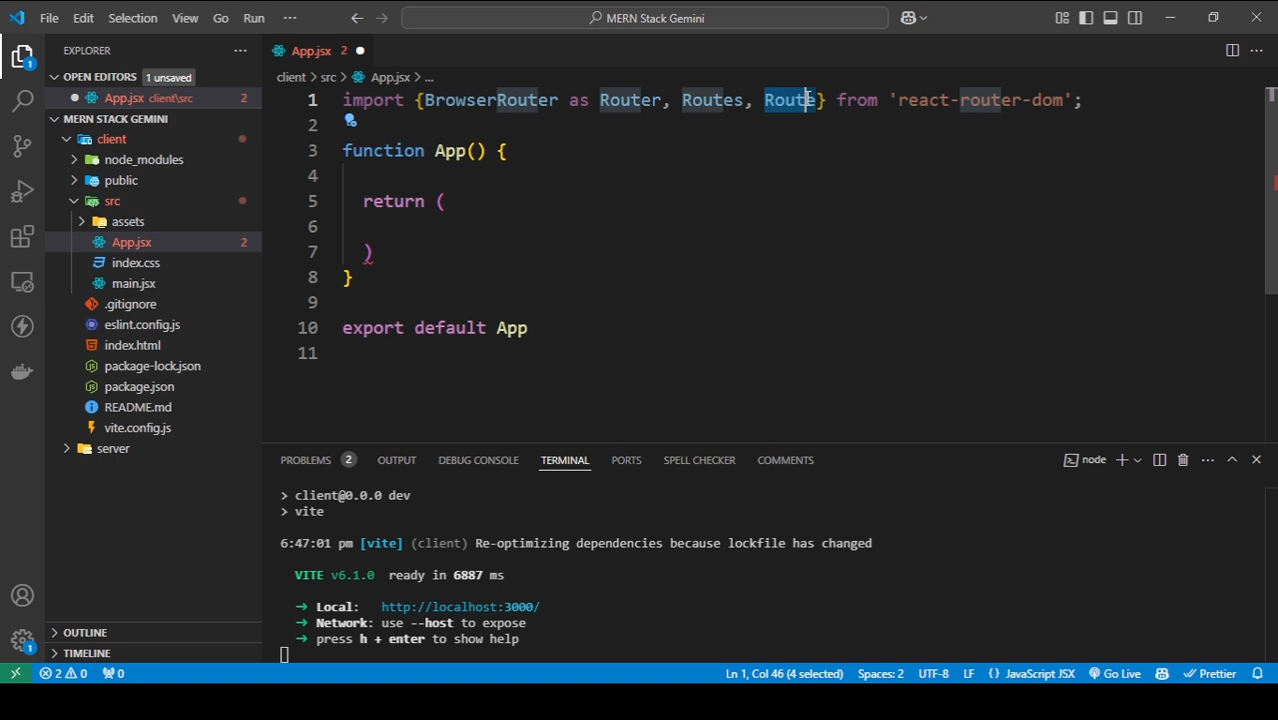 File Edit Selection View Go Run ··· MERN Stack Gemini
EXPLORER ···
OPEN EDITORS 1 unsaved
App.jsx client\src 2
MERN STACK GEMINI
client
node_modules
public
src
assets
App.jsx 2
index.css
main.jsx
.gitignore
eslint.config.js
index.html
package-lock.json
package.json
README.md
vite.config.js
server
OUTLINE
TIMELINE
App.jsx 2
client > src > App.jsx > ...
1 import {BrowserRouter as Router, Routes, Route} from 'react-router-dom';
2
3 function App() {
4
5 return (
6
7 )
8 }
9
10 export default App
11
PROBLEMS 2 OUTPUT DEBUG CONSOLE TERMINAL PORTS SPELL CHECKER COMMENTS node
> client@0.0.0 dev
> vite
6:47:01 pm [vite] (client) Re-optimizing dependencies because lockfile has changed
VITE v6.1.0 ready in 6887 ms
➜ Local: http://localhost:3000/
➜ Network: use --host to expose
➜ press h + enter to show help
1
1
2 0 0 Ln 1, Col 46 (4 selected) Spaces: 2 UTF-8 LF {} JavaScript JSX Go Live Prettier